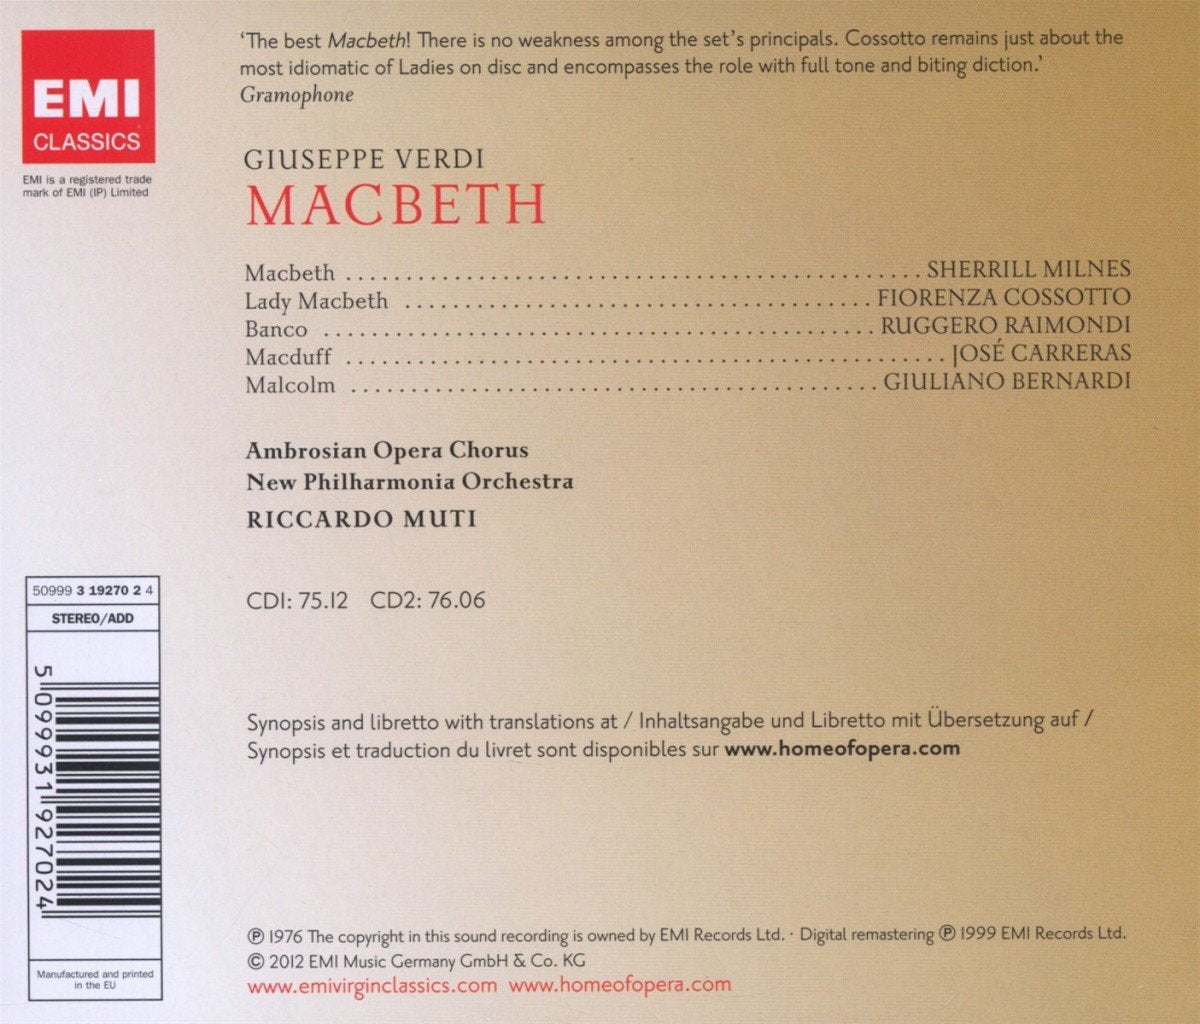 EMI
CLASSICS
EMI is a registered trade
mark of EMI (IP) Limited
‘The best Macbeth! There is no weakness among the set’s principals. Cossotto remains just about the
most idiomatic of Ladies on disc and encompasses the role with full tone and biting diction.’
Gramophone
GIUSEPPE VERDI
MACBETH
Macbeth ........................................ SHERRILL MILNES
Lady Macbeth ................................ FIORENZA COSSOTTO
Banco ...................................... RUGGERO RAIMONDI
Macduff ......................................... JOSÉ CARRERAS
Malcolm .................................... GIULIANO BERNARDI
Ambrosian Opera Chorus
New Philharmonia Orchestra
RICCARDO MUTI
CD1: 75.12 CD2: 76.06
50999 3 19270 2 4
STEREO/ADD
5 099931 927024
Manufactured and printed
in the EU
Synopsis and libretto with translations at / Inhaltsangabe und Libretto mit Übersetzung auf /
Synopsis et traduction du livret sont disponibles sur www.homeofopera.com
℗ 1976 The copyright in this sound recording is owned by EMI Records Ltd. · Digital remastering ℗ 1999 EMI Records Ltd.
© 2012 EMI Music Germany GmbH & Co. KG
www.emivirginclassics.com www.homeofopera.com